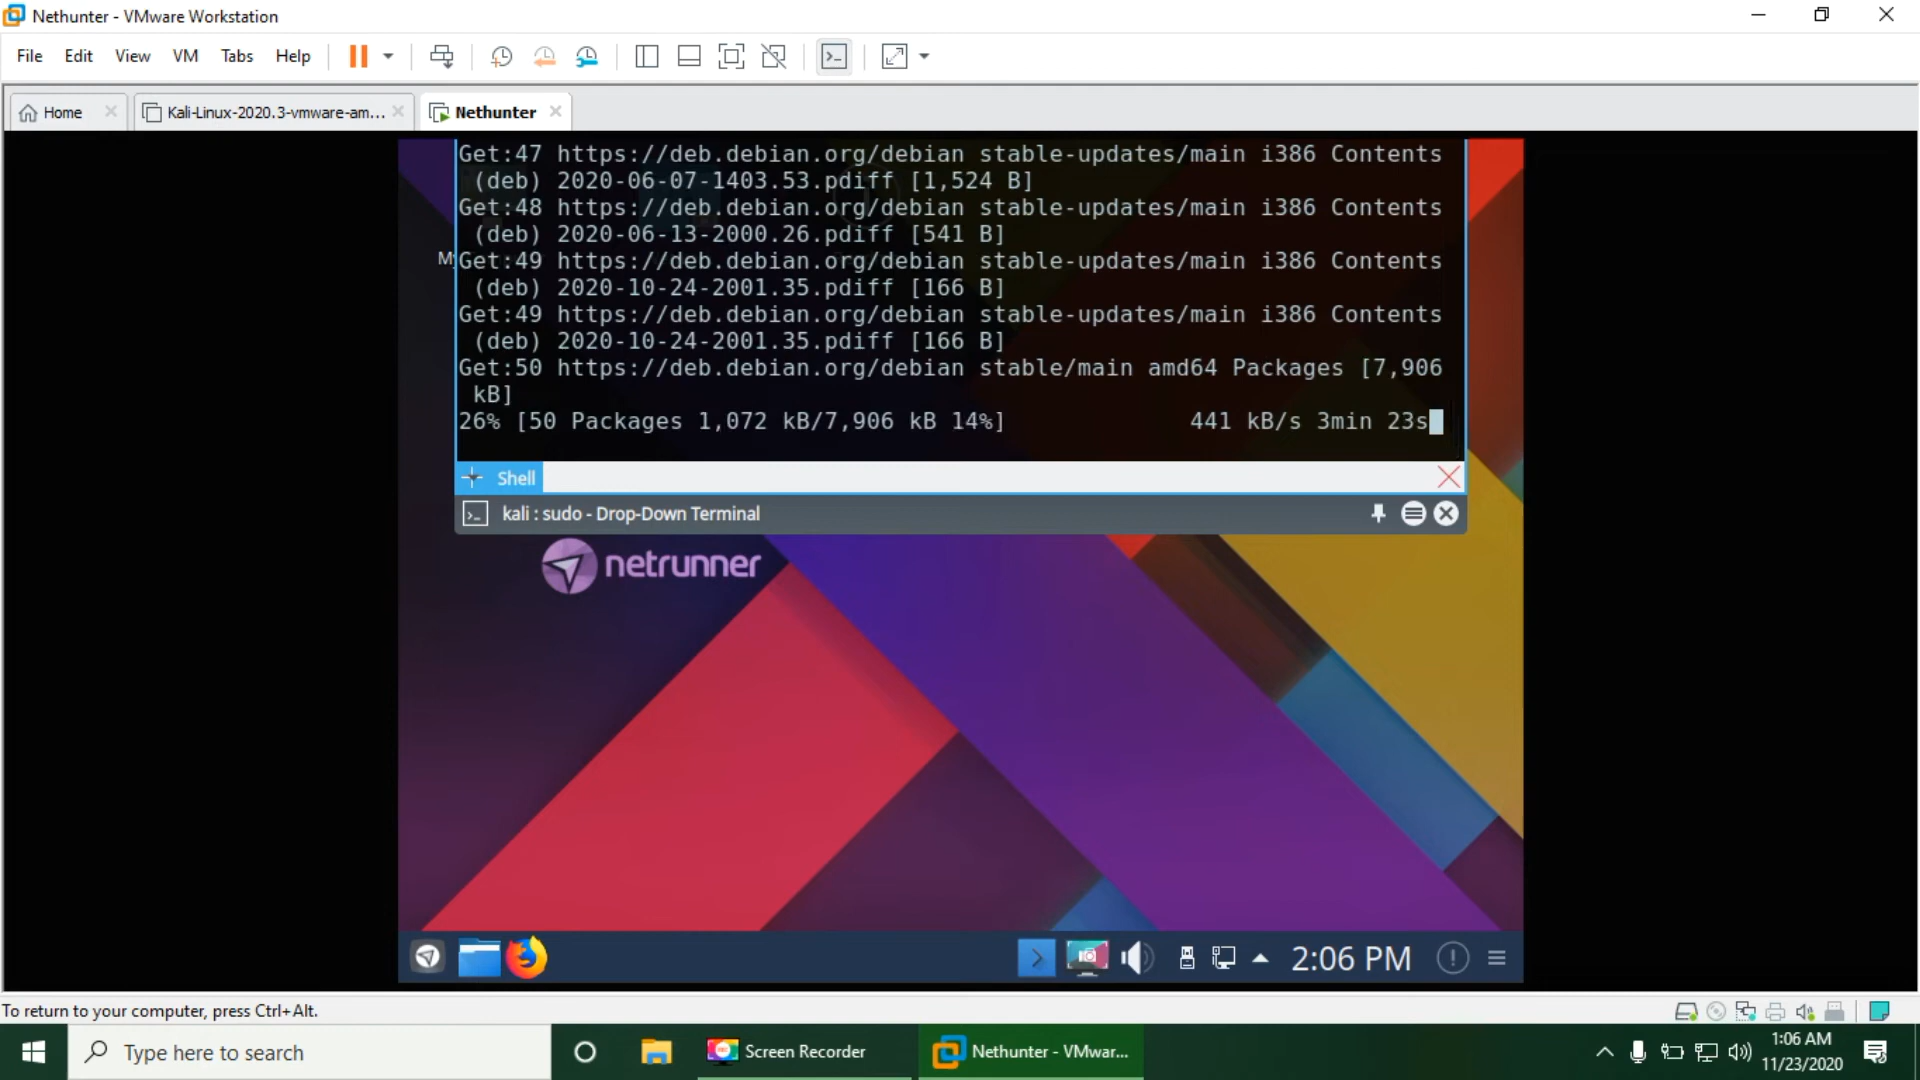 Nethunter - VMware Workstation
File Edit View VM Tabs Help
Home
Kali-Linux-2020.3-vmware-am...
Nethunter
Get:47 https://deb.debian.org/debian stable-updates/main i386 Contents
(deb) 2020-06-07-1403.53.pdiff [1,524 B]
Get:48 https://deb.debian.org/debian stable-updates/main i386 Contents
(deb) 2020-06-13-2000.26.pdiff [541 B]
Get:49 https://deb.debian.org/debian stable-updates/main i386 Contents
(deb) 2020-10-24-2001.35.pdiff [166 B]
Get:49 https://deb.debian.org/debian stable-updates/main i386 Contents
(deb) 2020-10-24-2001.35.pdiff [166 B]
Get:50 https://deb.debian.org/debian stable/main amd64 Packages [7,906
kB]
26% [50 Packages 1,072 kB/7,906 kB 14%] 441 kB/s 3min 23s
Shell
kali : sudo - Drop-Down Terminal
netrunner
2:06 PM
To return to your computer, press Ctrl+Alt.
Type here to search
Screen Recorder
Nethunter - VMwar...
1:06 AM
11/23/2020